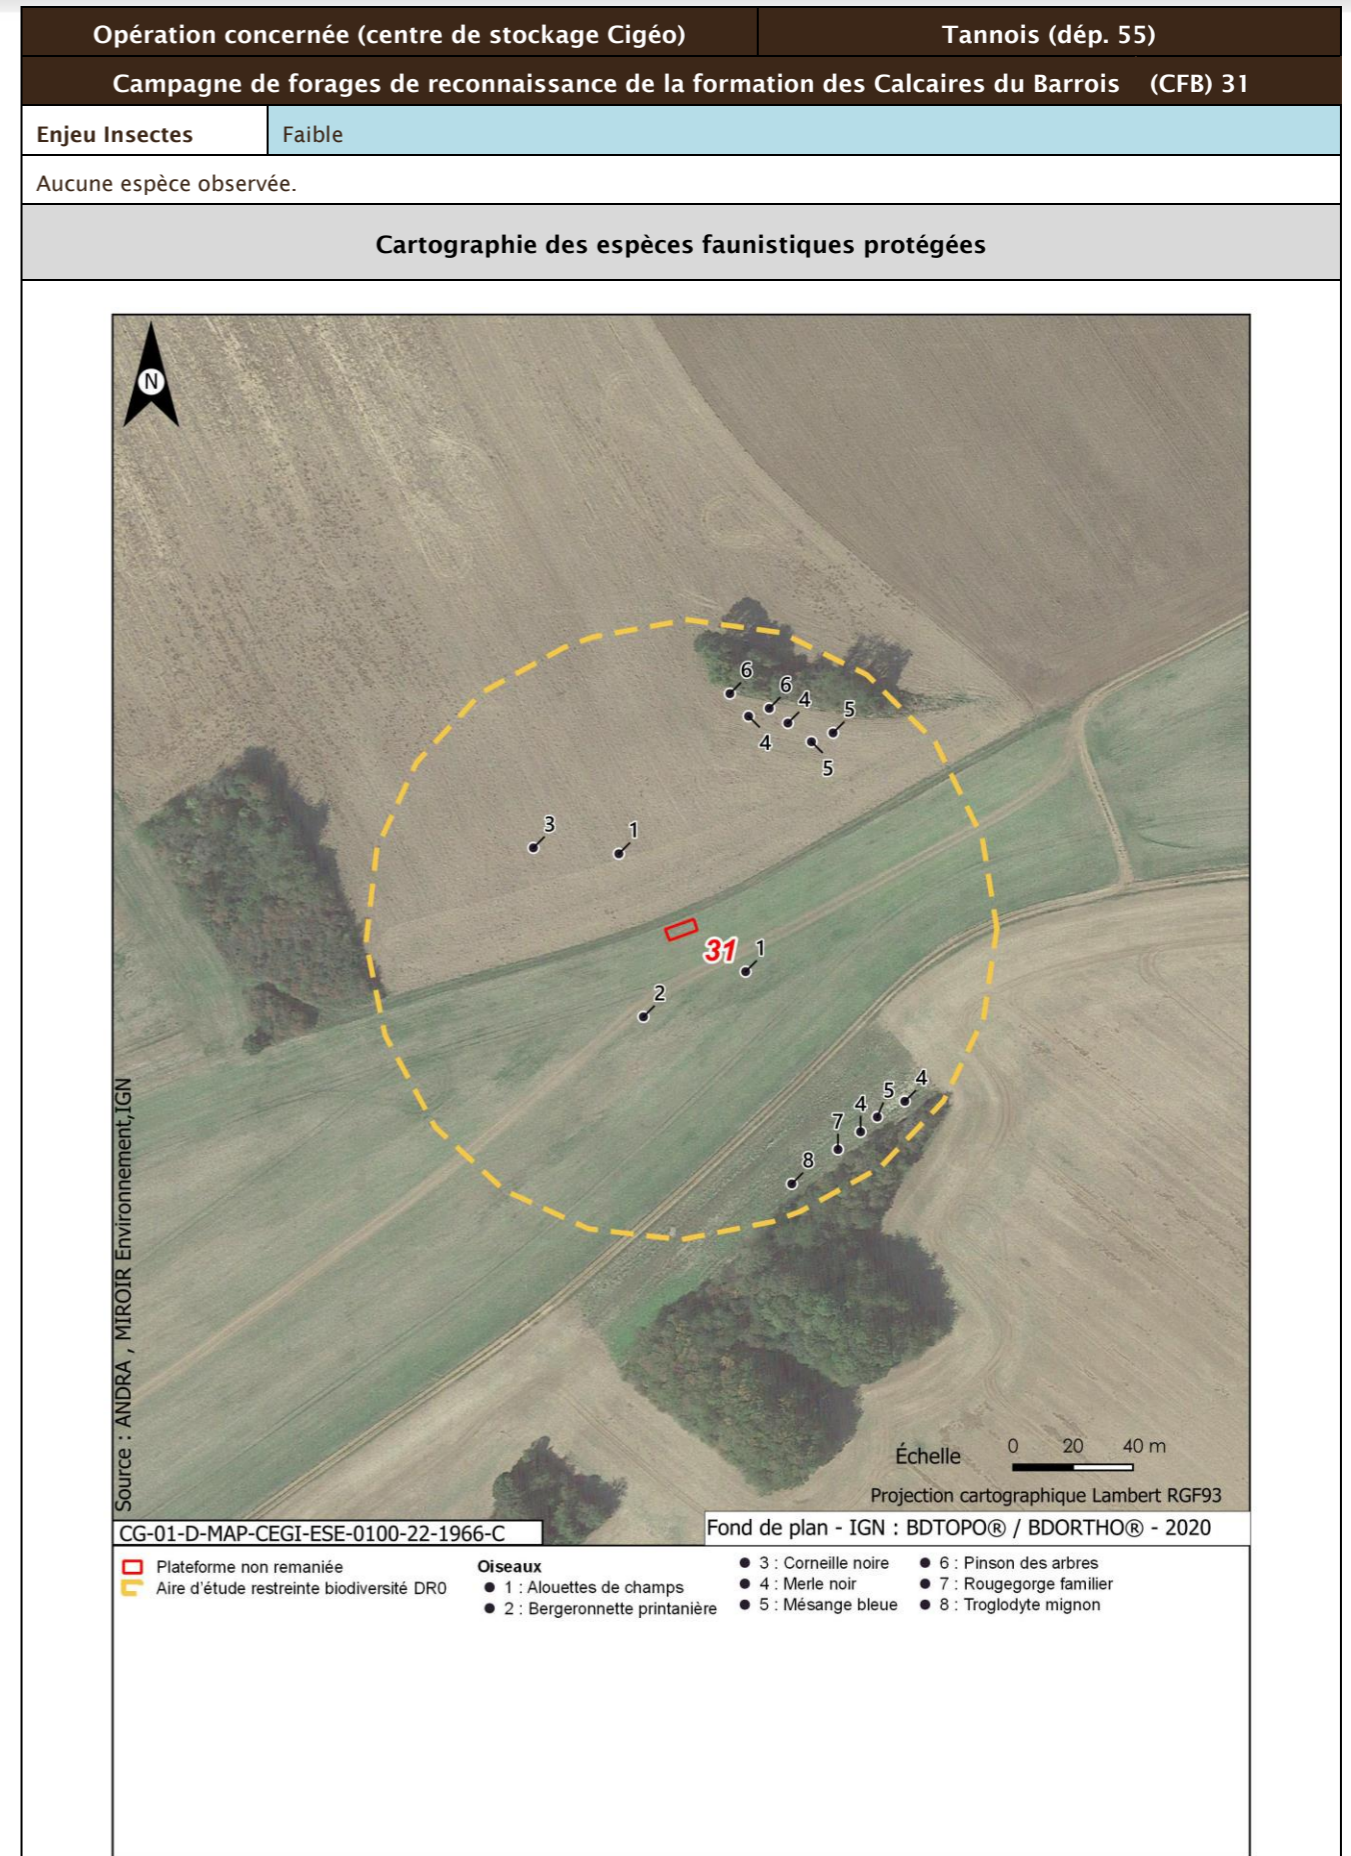 Opération concernée (centre de stockage Cigéo) Tannois (dép. 55)
Campagne de forages de reconnaissance de la formation des Calcaires du Barrois (CFB) 31
Enjeu Insectes Faible
Aucune espèce observée.
Cartographie des espèces faunistiques protégées
N
6
6
4
5
4
5
3
1
31
1
2
4
5
4
7
8
Source : ANDRA , MIROIR Environnement,IGN
Échelle 0 20 40 m
Projection cartographique Lambert RGF93
CG-01-D-MAP-CEGI-ESE-0100-22-1966-C
Fond de plan - IGN : BDTOPO® / BDORTHO® - 2020
Plateforme non remaniée
Aire d'étude restreinte biodiversité DR0
Oiseaux
1 : Alouettes de champs
2 : Bergeronnette printanière
3 : Corneille noire
4 : Merle noir
5 : Mésange bleue
6 : Pinson des arbres
7 : Rougegorge familier
8 : Troglodyte mignon